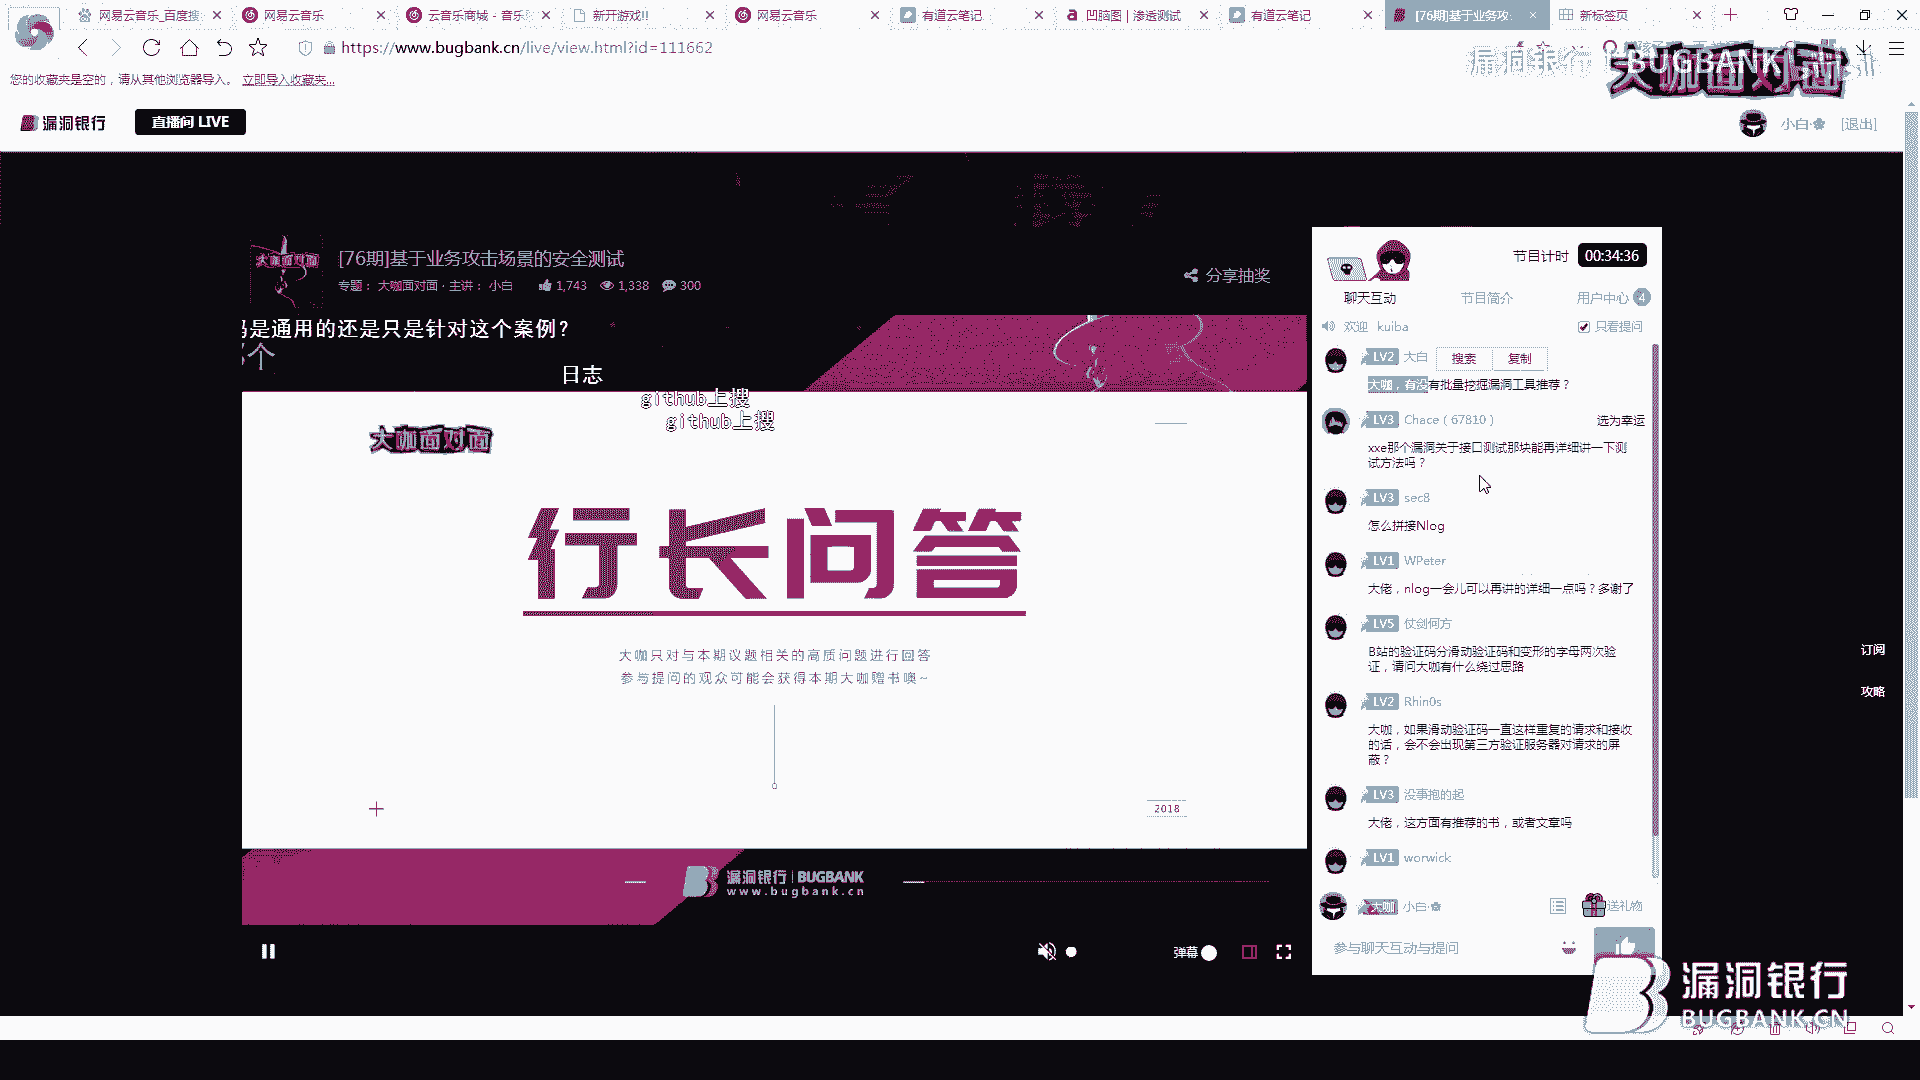 网易云音乐_百度搜
网易云音乐
云音乐商城 - 音乐
新开游戏!!
网易云音乐
有道云笔记
凹脑图 | 渗透测试
有道云笔记
[76期]基于业务攻
新标签页
https://www.bugbank.cn/live/view.html?id=111662
漏洞银行 BUGBANK
大咖面对面
您的收藏夹是空的，请从其他浏览器导入。 立即导入收藏夹...
漏洞银行
直播间 LIVE
小白
[退出]
大咖面对面
[76期]基于业务攻击场景的安全测试
专题： 大咖面对面 · 主讲： 小白
1,743
1,338
300
分享抽奖
是通用的还是只是针对这个案例？
个
日志
github上搜
github上搜
大咖面对面
行长问答
大咖只对与本期议题相关的高质问题进行回答
参与提问的观众可能会获得本期大咖赠书噢~
2018
漏洞银行 | BUGBANK
www.bugbank.cn
弹幕
节目计时 00:34:36
聊天互动
节目简介
用户中心 4
欢迎 kuiba
只看提问
LV2 大白
搜索
复制
大咖，有没有批量挖掘漏洞工具推荐？
LV3 Chace ( 67810 )
选为幸运
xxe那个漏洞关于接口测试那块能再详细讲一下测
试方法吗？
LV3 sec8
怎么拼接Nlog
LV1 WPeter
大佬，nlog一会儿可以再讲的详细一点吗？多谢了
LV5 仗剑何方
B站的验证码分滑动验证码和变形的字母两次验
证，请问大咖有什么绕过思路
LV2 Rhin0s
大咖，如果滑动验证码一直这样重复的请求和接收
的话，会不会出现第三方验证服务器对请求的屏
蔽？
LV3 没事抱的起
大佬，这方面有推荐的书，或者文章吗
LV1 worwick
大咖 小白
送礼物
参与聊天互动与提问
订阅
攻略
漏洞银行
BUGBANK.CN